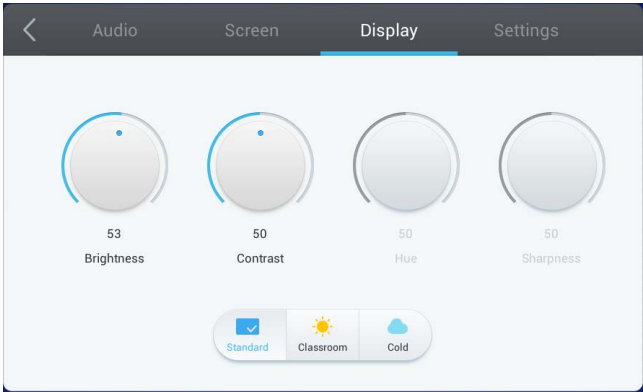 Audio Screen Display Settings
53 50 50 50
Brightness Contrast Hue Sharpness
Standard Classroom Cold